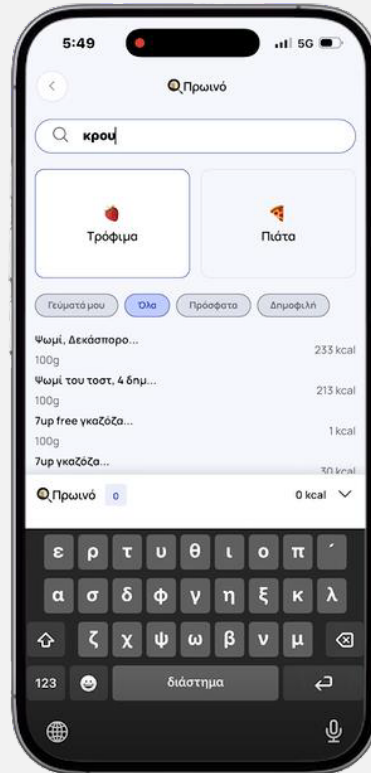 5:49 5G
Πρωινό
κρου
Τρόφιμα
Πιάτα
Γεύματά μου Όλα Πρόσφατα Δημοφιλή
Ψωμί, Δεκάσπορο...
233 kcal
100g
Ψωμί του τοστ, 4 δημ...
213 kcal
100g
7up free γκαζόζα...
1 kcal
100g
7up γκαζόζα...
30 kcal
Πρωινό 0 0 kcal
ε ρ τ υ θ ι ο π ΄
α σ δ φ γ η ξ κ λ
ζ χ ψ ω β ν μ
123 διάστημα